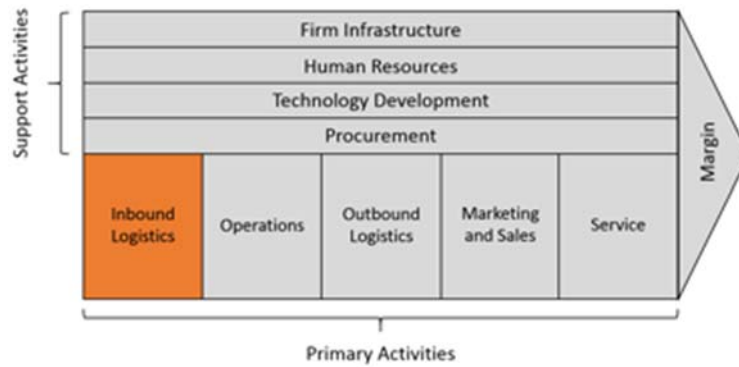 Support Activities
Firm Infrastructure
Human Resources
Technology Development
Procurement
Inbound
Logistics
Operations
Outbound
Logistics
Marketing
and Sales
Service
Margin
Primary Activities